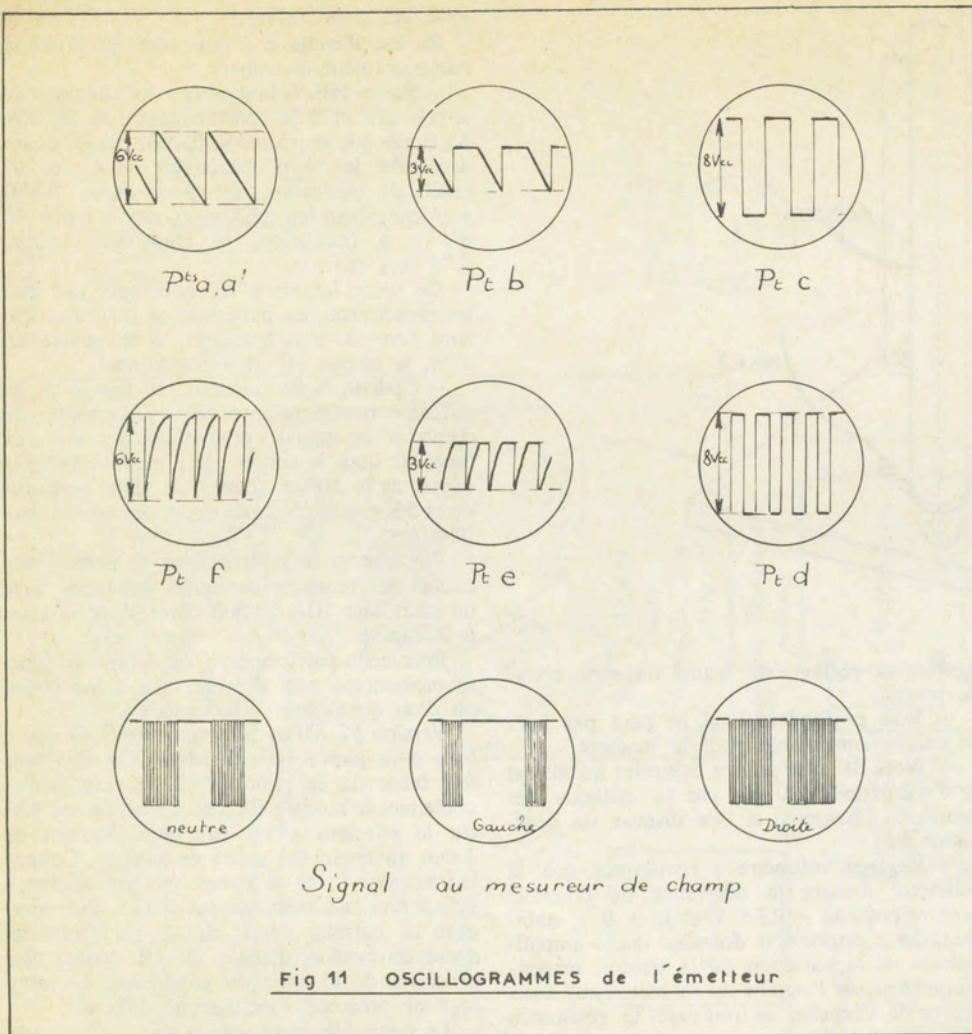 6Vcc
3Vcc
8Vcc
Pts a, a'
Pt b
Pt c
6Vcc
3Vcc
8Vcc
Pt f
Pt e
Pt d
neutre
Gauche
Droite
Signal au mesureur de champ
Fig 11 OSCILLOGRAMMES de l'émetteur